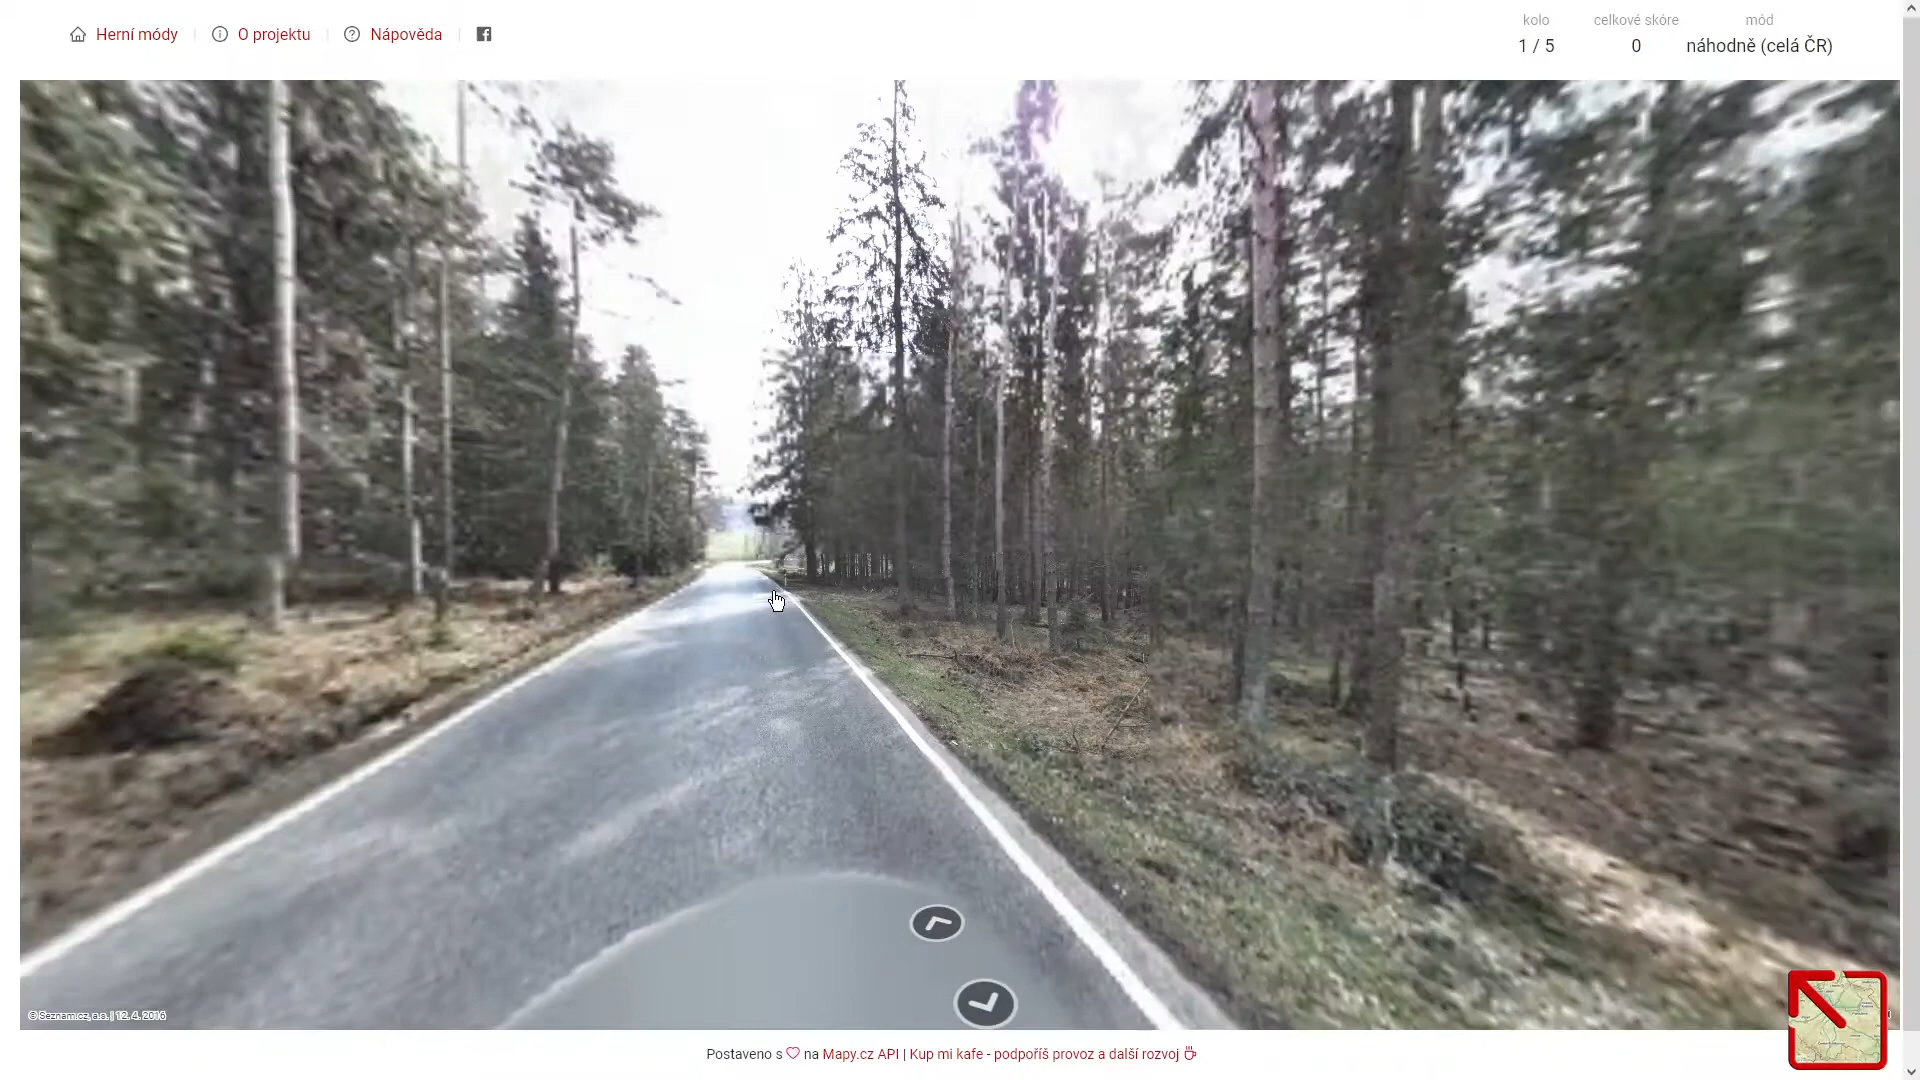 Herní módy
O projektu
Nápověda
kolo
1 / 5
celkové skóre
0
mód
náhodně (celá ČR)
© Seznam.cz, a.s. | 12. 4. 2016
Postaveno s na Mapy.cz API | Kup mi kafe - podpoříš provoz a další rozvoj